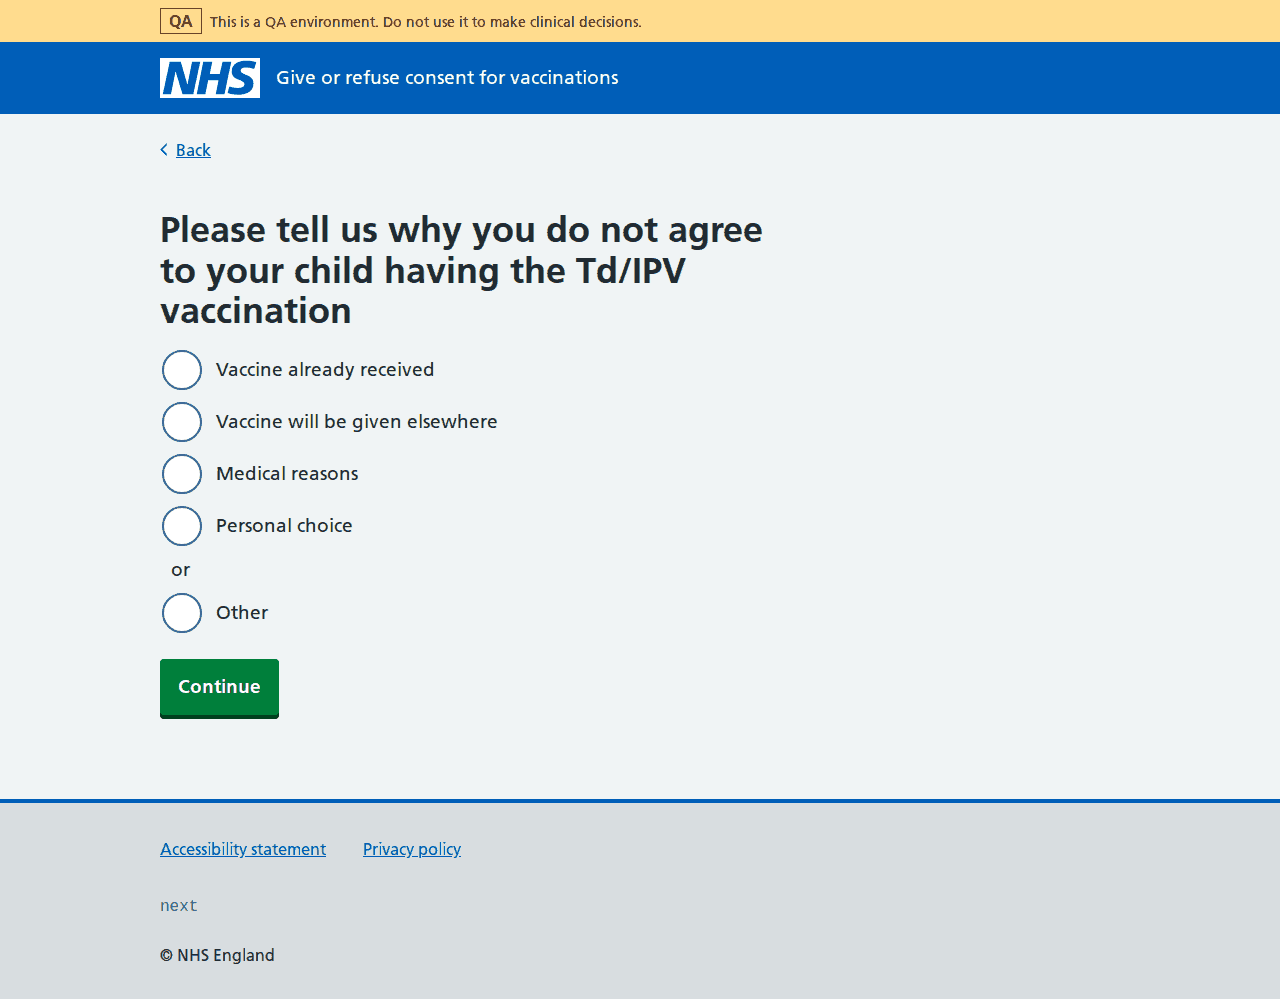 QA This is a QA environment. Do not use it to make clinical decisions.
NHS Give or refuse consent for vaccinations
Back
Please tell us why you do not agree
to your child having the Td/IPV
vaccination
Vaccine already received
Vaccine will be given elsewhere
Medical reasons
Personal choice
or
Other
Continue
Accessibility statement Privacy policy
next
© NHS England